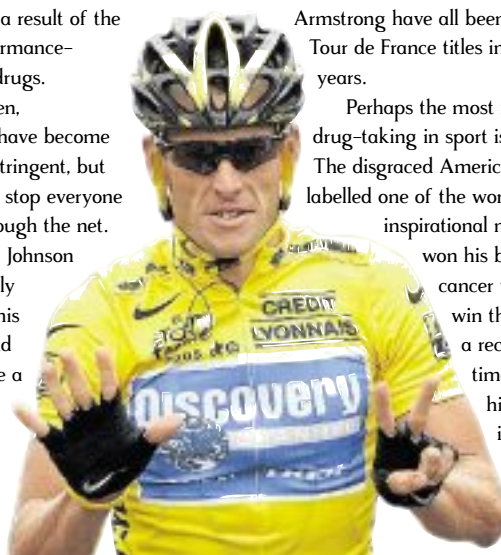 a result of the
rmance-
drugs.
en,
have become
tringent, but
stop everyone
ough the net.
Johnson
ly
his
d
e a
Armstrong have all been
Tour de France titles in
years.
Perhaps the most
drug-taking in sport is
The disgraced Americ
labelled one of the wor
inspirational
won his b
cancer
win th
a rec
time
hi
i
CREDIT
LYONNAIS
Discovery